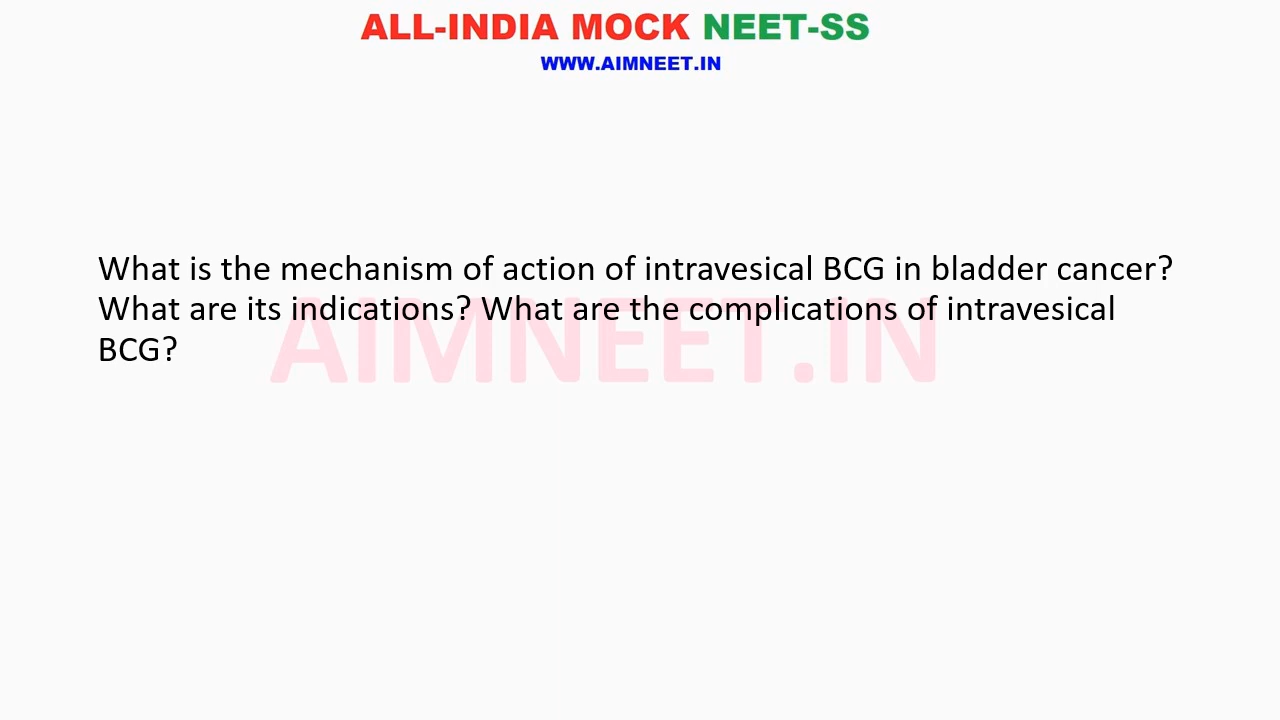 ALL-INDIA MOCK NEET-SS
WWW.AIMNEET.IN
What is the mechanism of action of intravesical BCG in bladder cancer?
What are its indications? What are the complications of intravesical
BCG?
AIMNEET.IN